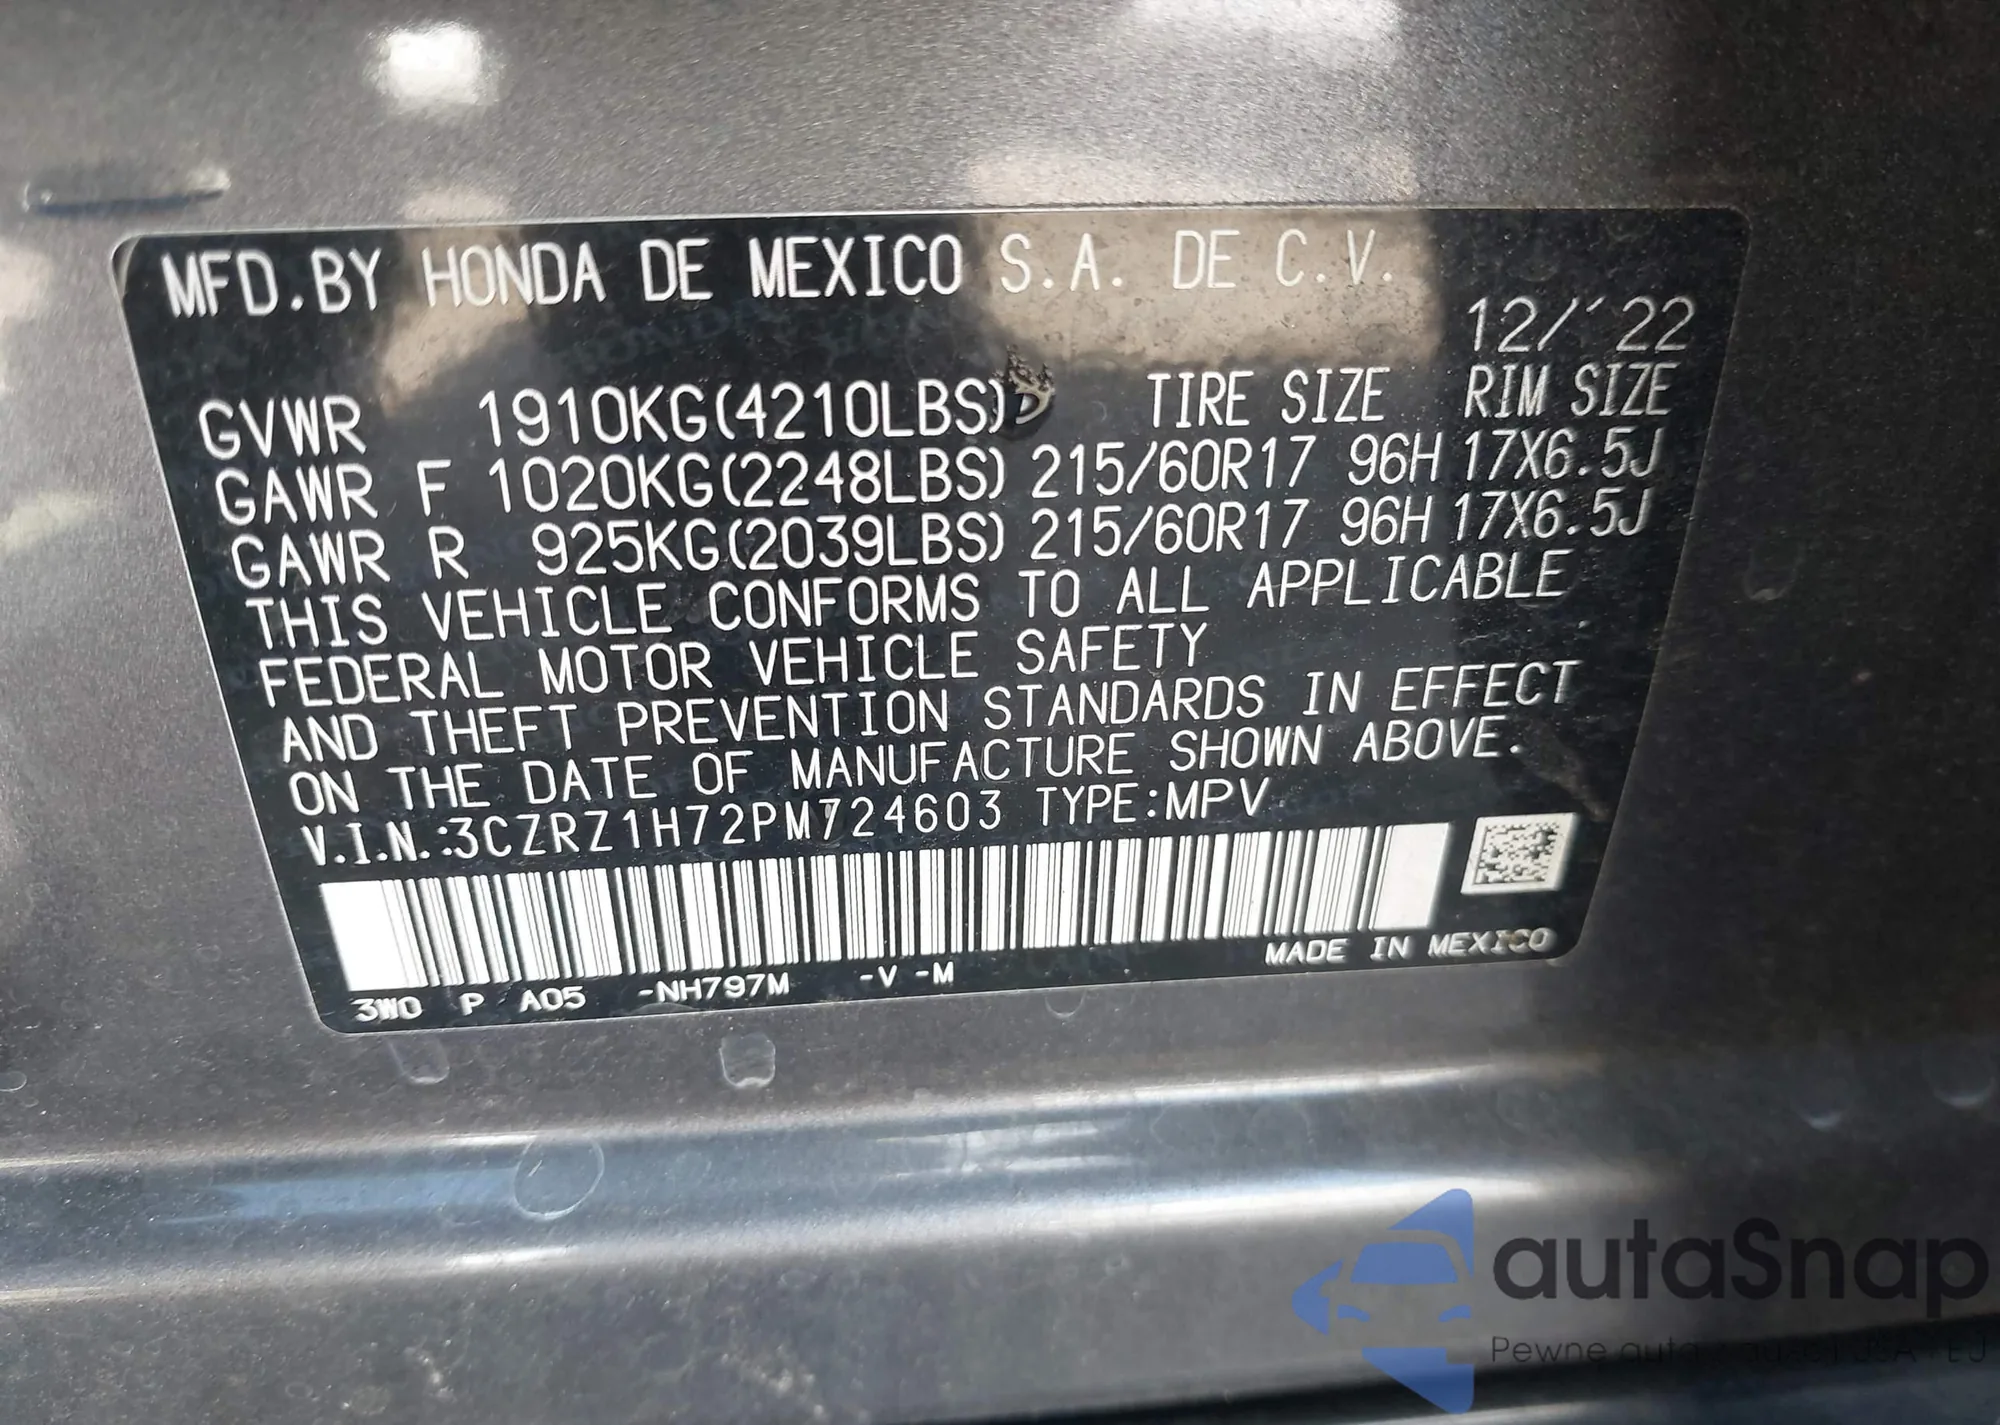 MFD.BY HONDA DE MEXICO S.A. DE C.V.
12/'22
GVWR 1910KG(4210LBS) TIRE SIZE RIM SIZE
GAWR F 1020KG(2248LBS) 215/60R17 96H 17X6.5J
GAWR R 925KG(2039LBS) 215/60R17 96H 17X6.5J
THIS VEHICLE CONFORMS TO ALL APPLICABLE
FEDERAL MOTOR VEHICLE SAFETY
AND THEFT PREVENTION STANDARDS IN EFFECT
ON THE DATE OF MANUFACTURE SHOWN ABOVE.
V.I.N.:3CZRZ1H72PM724603 TYPE:MPV
3W0 P A05 -NH797M -V -M MADE IN MEXICO
autaSnap
Pewne auta z